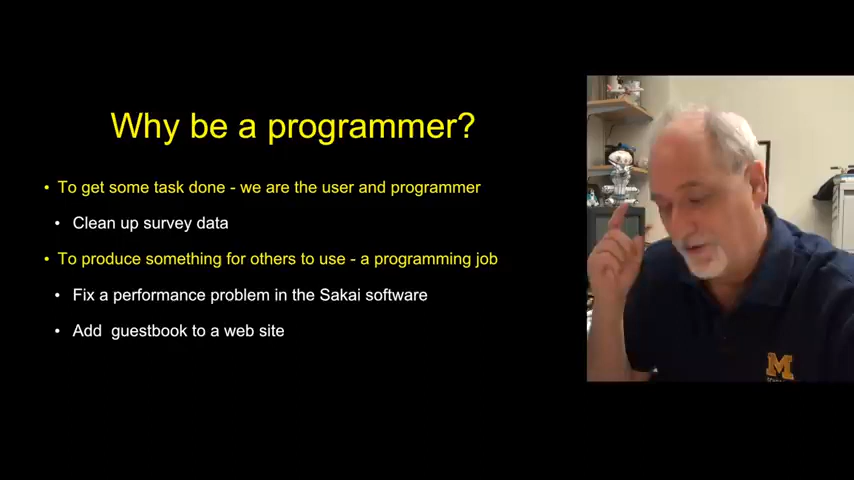 Why be a programmer?
• To get some task done - we are the user and programmer
• Clean up survey data
• To produce something for others to use - a programming job
• Fix a performance problem in the Sakai software
• Add guestbook to a web site
M